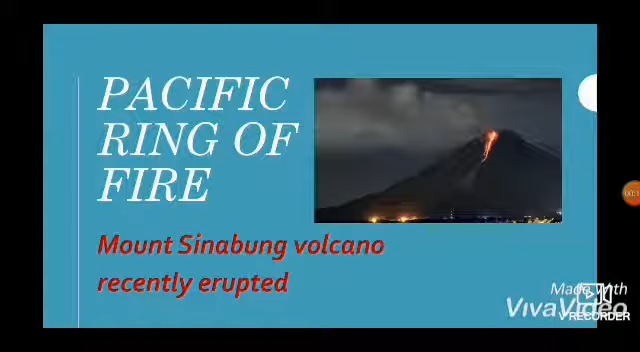 PACIFIC
RING OF
FIRE
Mount Sinabung volcano
recently erupted
Made With
VivaVideo
V RECORDER